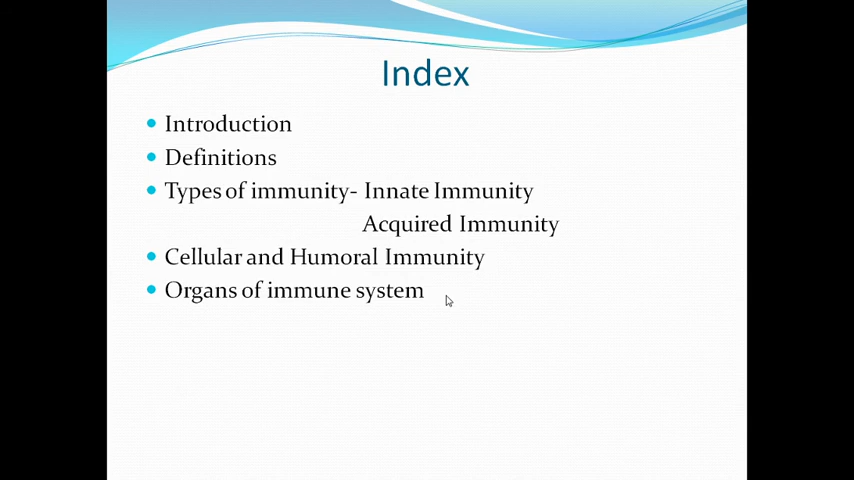 Index
• Introduction
• Definitions
• Types of immunity- Innate Immunity
Acquired Immunity
• Cellular and Humoral Immunity
• Organs of immune system